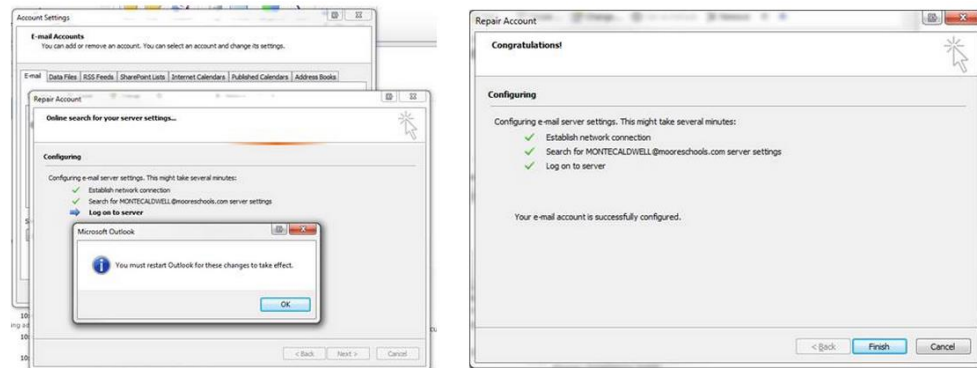 Account Settings
E-mail Accounts
You can add or remove an account. You can select an account and change its settings.
E-mail Data Files RSS Feeds SharePoint Lists Internet Calendars Published Calendars Address Books
Repair Account
Online search for your server settings...
Configuring
Configuring e-mail server settings. This might take several minutes:
Establish network connection
Search for MONTECALDWELL@mooreschools.com server settings
Log on to server
Microsoft Outlook
You must restart Outlook for these changes to take effect.
OK
< Back Next > Cancel
Repair Account
Congratulations!
Configuring
Configuring e-mail server settings. This might take several minutes:
Establish network connection
Search for MONTECALDWELL@mooreschools.com server settings
Log on to server
Your e-mail account is successfully configured.
< Back Finish Cancel